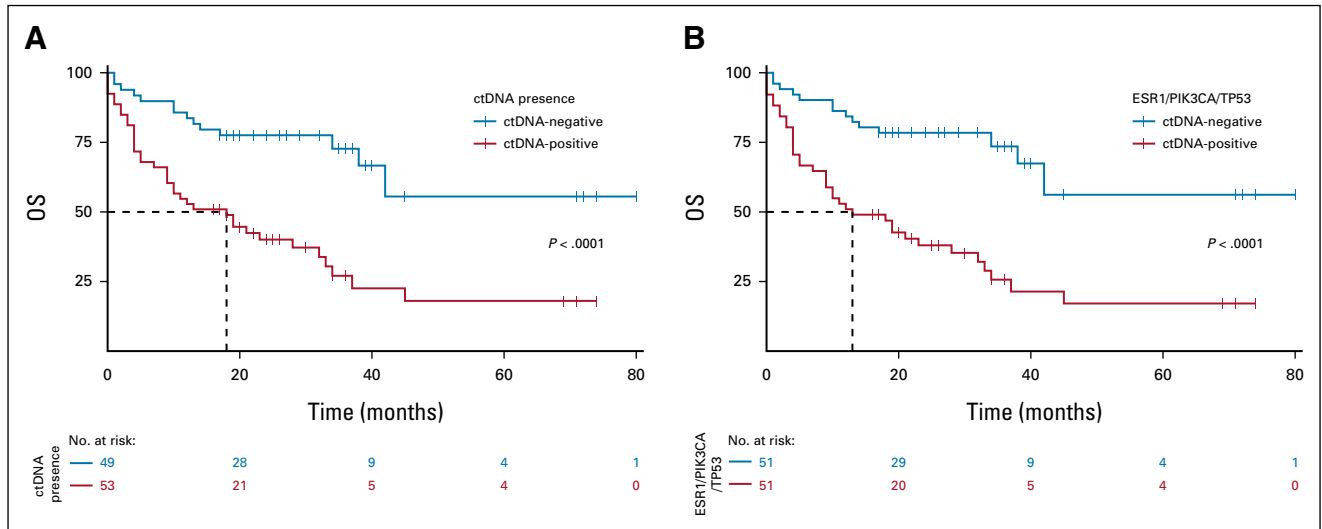 A
OS
100
75
50
25
0
20
40
60
80
Time (months)
ctDNA presence
ctDNA-negative
ctDNA-positive
P < .0001
No. at risk:
ctDNA
presence
49 28 9 4 1
53 21 5 4 0
B
OS
100
75
50
25
0
20
40
60
80
Time (months)
ESR1/PIK3CA/TP53
ctDNA-negative
ctDNA-positive
P < .0001
No. at risk:
ESR1/PIK3CA
/TP53
51 29 9 4 1
51 20 5 4 0